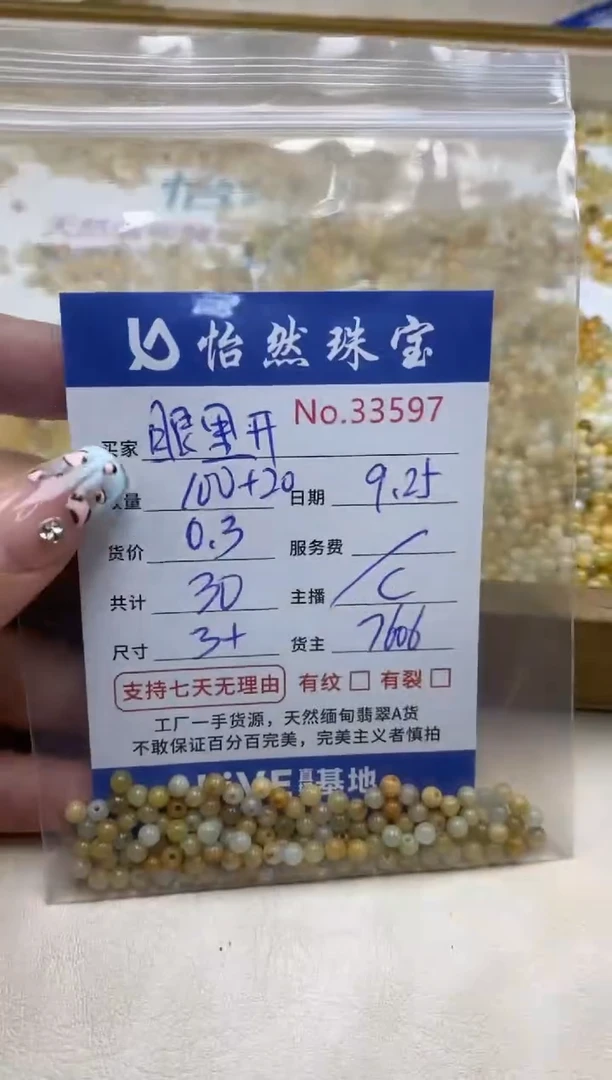 怡然珠宝
No.33597
买家 眼里开
数量 100+20 日期 9.25
货价 0.3 服务费
共计 30 主播 C
尺寸 3+ 货主 7606
支持七天无理由 有纹 □ 有裂 □
工厂一手货源，天然缅甸翡翠A货
不敢保证百分百完美，完美主义者慎拍
基地